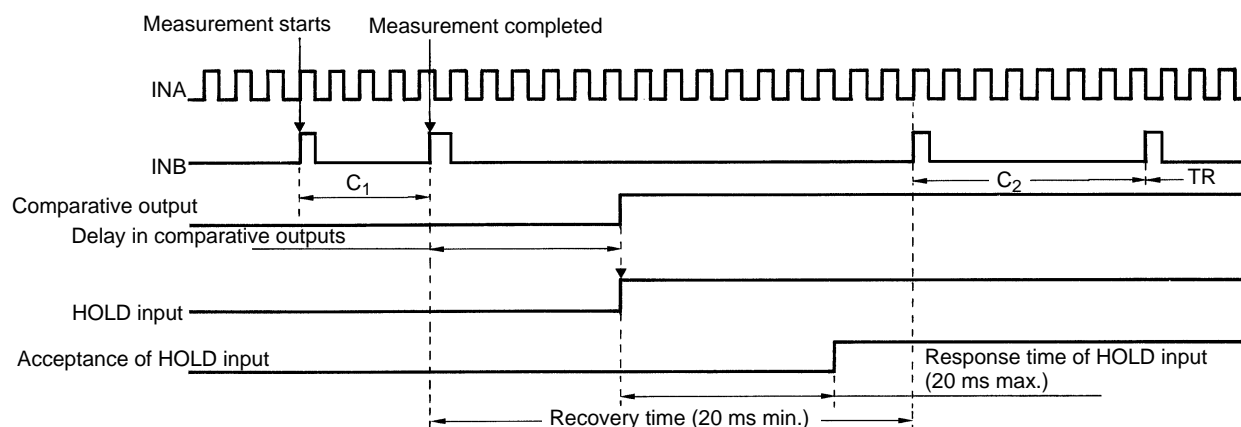 Measurement starts
Measurement completed
INA
INB
C1
C2
TR
Comparative output
Delay in comparative outputs
HOLD input
Acceptance of HOLD input
Response time of HOLD input
(20 ms max.)
Recovery time (20 ms min.)